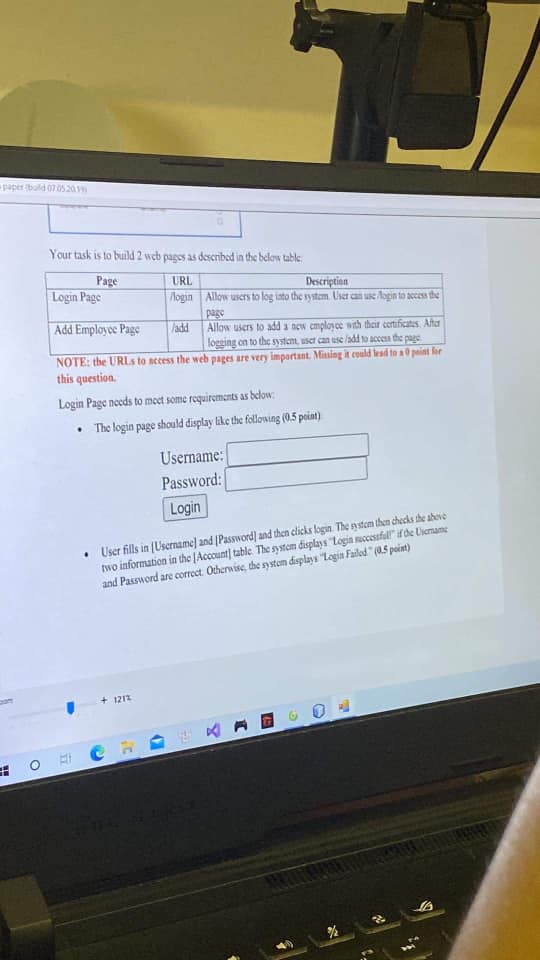 paper (build 07.05.20.19)
Your task is to build 2 web pages as described in the below table:
Page URL Description
Login Page /login Allow users to log into the system. User can use /login to access the
page
Add Employee Page /add Allow users to add a new employee with their certificates. After
logging on to the system, user can use /add to access the page.
NOTE: the URLs to access the web pages are very important. Missing it could lead to a 0 point for
this question.
Login Page needs to meet some requirements as below:
• The login page should display like the following (0.5 point):
Username:
Password:
Login
• User fills in [Username] and [Password] and then clicks login. The system then checks the above
two information in the [Account] table. The system displays "Login successful!" if the Username
and Password are correct. Otherwise, the system displays "Login Failed." (0.5 point)
+ 121%